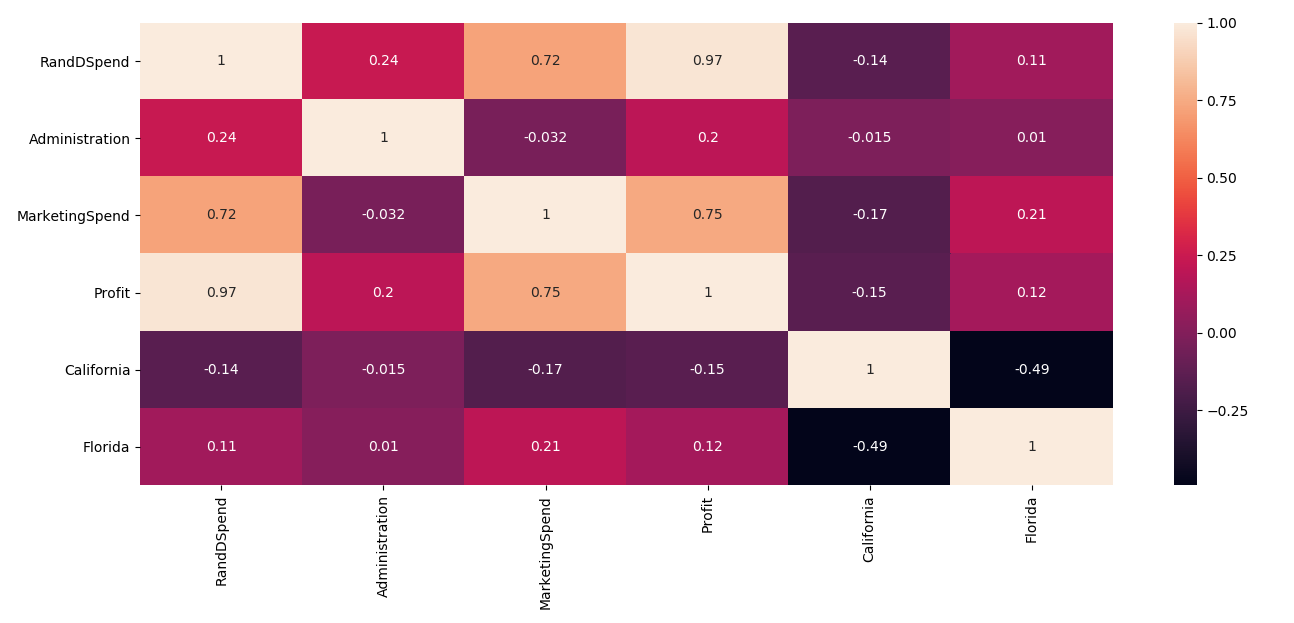 RandDSpend 1 0.24 0.72 0.97 -0.14 0.11
Administration 0.24 1 -0.032 0.2 -0.015 0.01
MarketingSpend 0.72 -0.032 1 0.75 -0.17 0.21
Profit 0.97 0.2 0.75 1 -0.15 0.12
California -0.14 -0.015 -0.17 -0.15 1 -0.49
Florida 0.11 0.01 0.21 0.12 -0.49 1
RandDSpend
Administration
MarketingSpend
Profit
California
Florida
1.00
0.75
0.50
0.25
0.00
−0.25